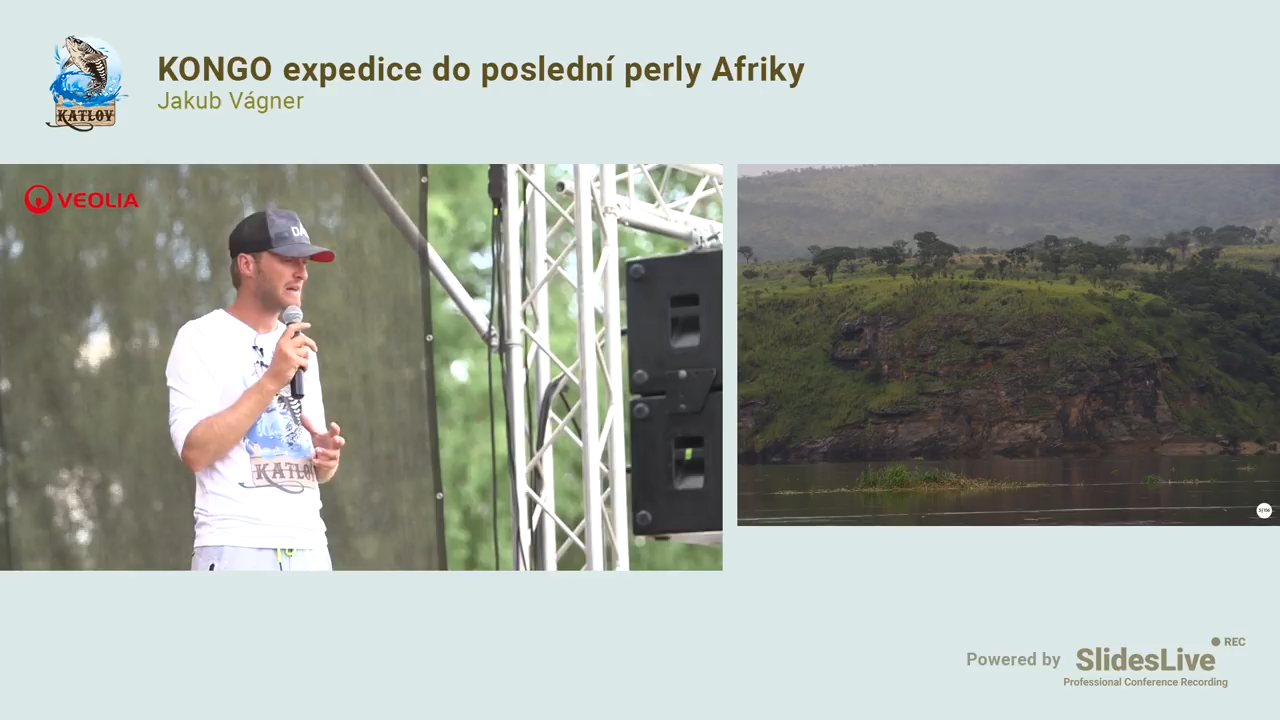 KATLOV
KONGO expedice do poslední perly Afriky
Jakub Vágner
VEOLIA
KATLOV
Powered by SlidesLive
REC
Professional Conference Recording